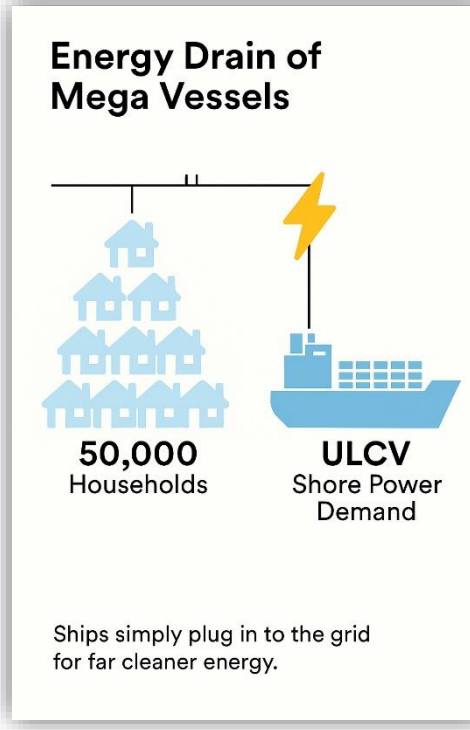 Energy Drain of
Mega Vessels
50,000
Households
ULCV
Shore Power
Demand
Ships simply plug in to the grid
for far cleaner energy.